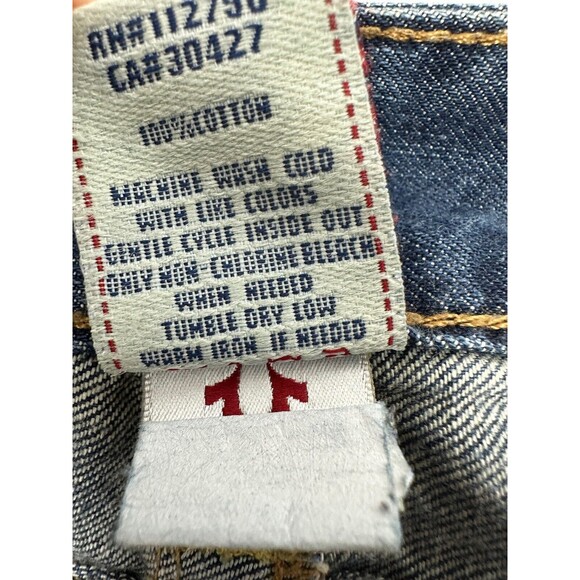 RN#112790
CA#30427
100%COTTON
MACHINE WASH COLD
WITH LIKE COLORS
GENTLE CYCLE INSIDE OUT
ONLY NON-CHLORINE BLEACH
WHEN NEEDED
TUMBLE DRY LOW
WARM IRON IF NEEDED